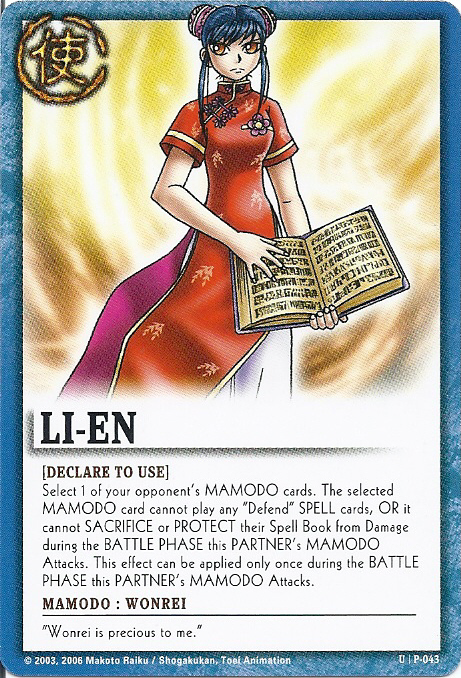 使
LI-EN
[DECLARE TO USE]
Select 1 of your opponent's MAMODO cards. The selected
MAMODO card cannot play any "Defend" SPELL cards, OR it
cannot SACRIFICE or PROTECT their Spell Book from Damage
during the BATTLE PHASE this PARTNER's MAMODO
Attacks. This effect can be applied only once during the BATTLE
PHASE this PARTNER's MAMODO Attacks.
MAMODO : WONREI
"Wonrei is precious to me."
© 2003, 2006 Makoto Raiku / Shogakukan, Toei Animation
U | P-043